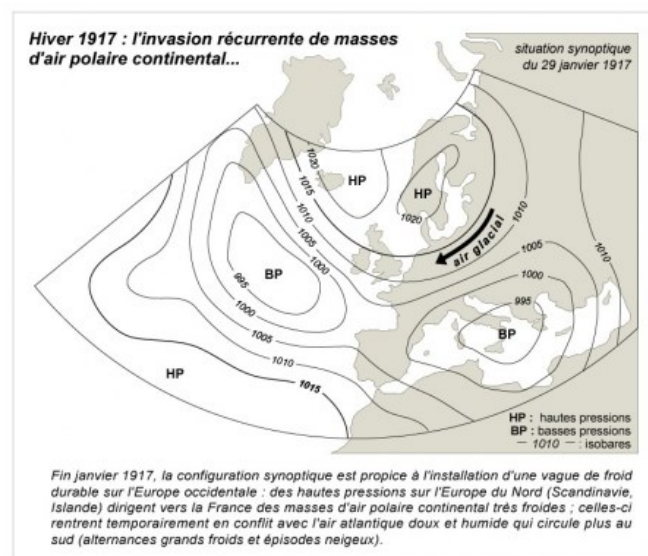 Hiver 1917 : l'invasion récurrente de masses
d'air polaire continental...
situation synoptique
du 29 janvier 1917
1020
1015
1010
1005
1000
995
1000
1005
1010
1015
HP
HP
1020
1010
air glacial
BP
1005
1000
995
BP
1010
HP
HP : hautes pressions
BP : basses pressions
— 1010 — : isobares
Fin janvier 1917, la configuration synoptique est propice à l'installation d'une vague de froid
durable sur l'Europe occidentale : des hautes pressions sur l'Europe du Nord (Scandinavie,
Islande) dirigent vers la France des masses d'air polaire continental très froides ; celles-ci
rentrent temporairement en conflit avec l'air atlantique doux et humide qui circule plus au
sud (alternances grands froids et épisodes neigeux).